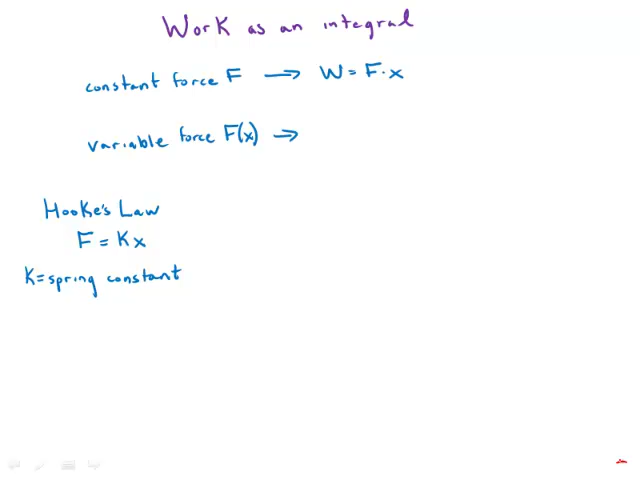 Work as an integral
constant force F → W = F · x
variable force F(x) →
Hooke's Law
F = Kx
K = spring constant